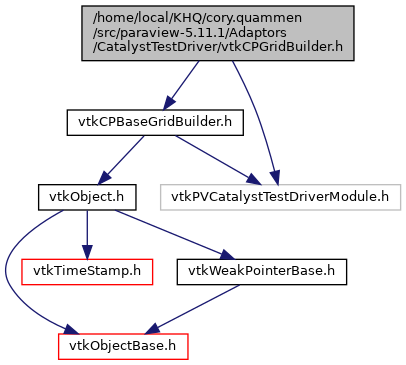 /home/local/KHQ/cory.quammen
/src/paraview-5.11.1/Adaptors
/CatalystTestDriver/vtkCPGridBuilder.h
vtkCPBaseGridBuilder.h
vtkObject.h
vtkPVCatalystTestDriverModule.h
vtkTimeStamp.h
vtkWeakPointerBase.h
vtkObjectBase.h